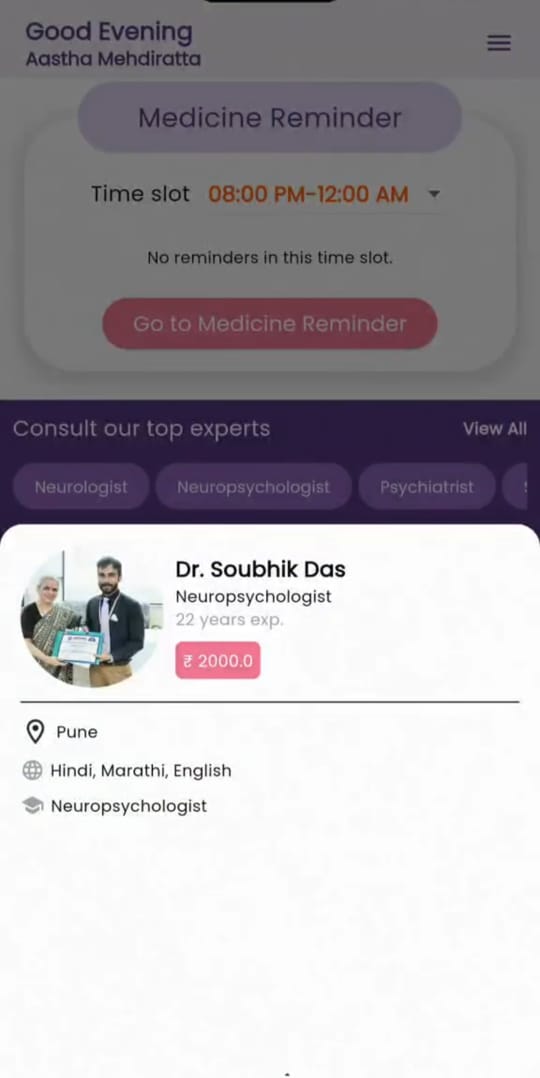 Good Evening
Aastha Mehdiratta
Medicine Reminder
Time slot 08:00 PM-12:00 AM
No reminders in this time slot.
Go to Medicine Reminder
Consult our top experts View All
Neurologist Neuropsychologist Psychiatrist
Dr. Soubhik Das
Neuropsychologist
22 years exp.
₹ 2000.0
Pune
Hindi, Marathi, English
Neuropsychologist